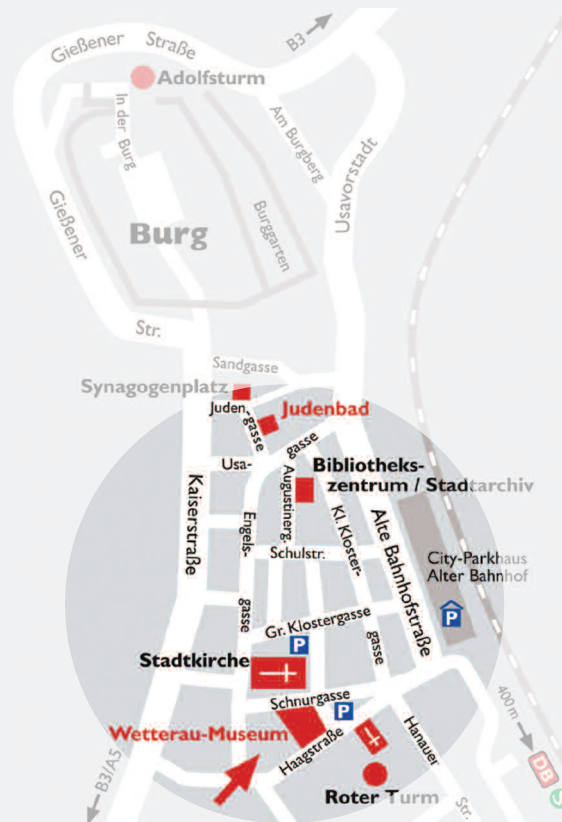 Gießener Straße
B3
Adolfsturm
In der Burg
Am Burgberg
Gießener
Burg
Burggarten
Usavorstadt
Str.
Sandgasse
Synagogenplatz
Juden-
gasse
Judenbad
Usa-
gasse
Bibliotheks-
zentrum / Stadtarchiv
Kaiserstraße
Engels-
gasse
Augustinerg.
Kl. Kloster-
gasse
Alte Bahnhofstraße
Schulstr.
City-Parkhaus
Alter Bahnhof
P
Gr. Klostergasse
P
Stadtkirche
Schnurgasse
P
Wetterau-Museum
Haagstraße
Hanauer
Str.
400 m
DB
U
Roter Turm
B3/A5